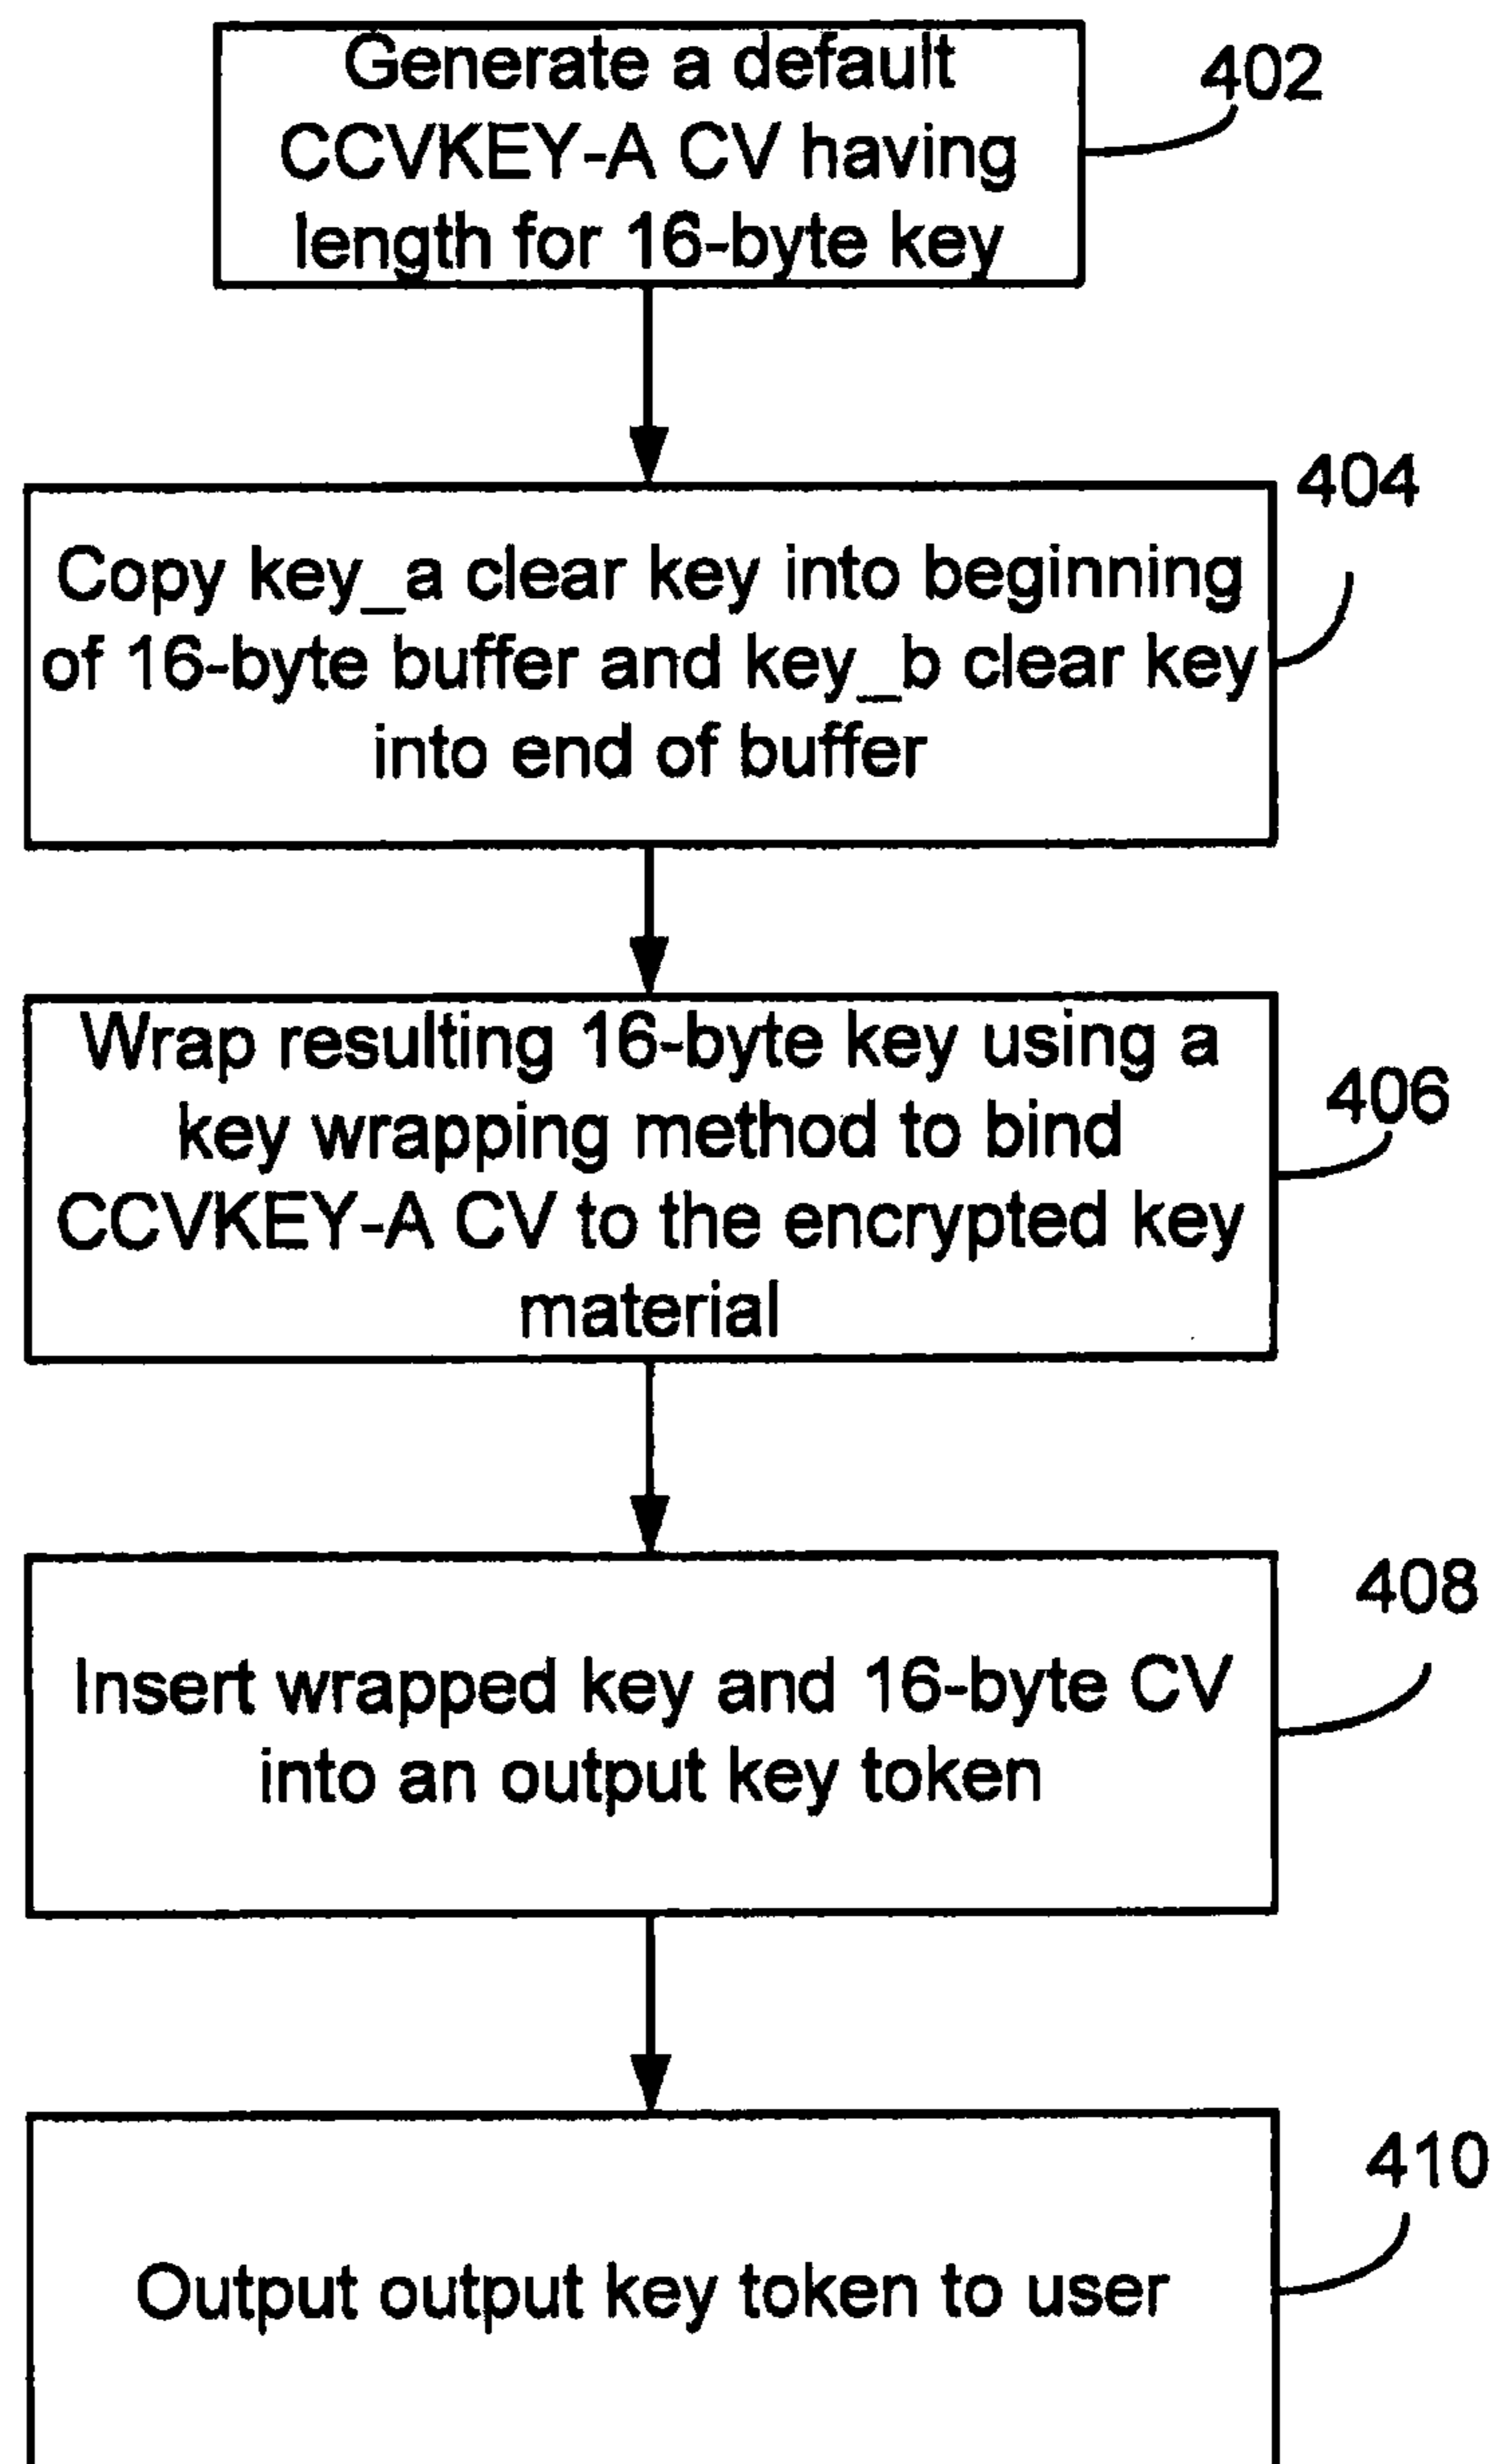 Generate a default
CCVKEY-A CV having
length for 16-byte key
402
404
Copy key_a clear key into beginning
of 16-byte buffer and key_b clear key
into end of buffer
Wrap resulting 16-byte key using a
key wrapping method to bind
CCVKEY-A CV to the encrypted key
material
406
408
Insert wrapped key and 16-byte CV
into an output key token
410
Output output key token to user